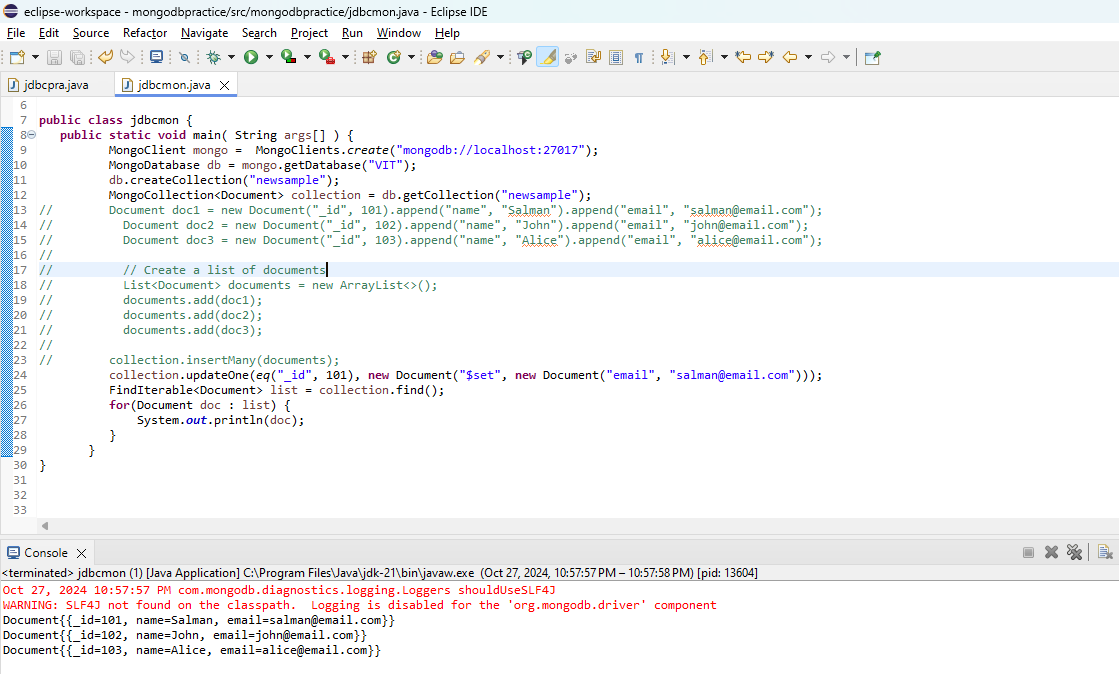 eclipse-workspace - mongodbpractice/src/mongodbpractice/jdbcmon.java - Eclipse IDE
File Edit Source Refactor Navigate Search Project Run Window Help
jdbcpra.java jdbcmon.java
6
7 public class jdbcmon {
8 public static void main( String args[] ) {
9 MongoClient mongo =  MongoClients.create("mongodb://localhost:27017");
10 MongoDatabase db = mongo.getDatabase("VIT");
11 db.createCollection("newsample");
12 MongoCollection<Document> collection = db.getCollection("newsample");
13 // Document doc1 = new Document("_id", 101).append("name", "Salman").append("email", "salman@email.com");
14 // Document doc2 = new Document("_id", 102).append("name", "John").append("email", "john@email.com");
15 // Document doc3 = new Document("_id", 103).append("name", "Alice").append("email", "alice@email.com");
16 //
17 // // Create a list of documents
18 // List<Document> documents = new ArrayList<>();
19 // documents.add(doc1);
20 // documents.add(doc2);
21 // documents.add(doc3);
22 //
23 // collection.insertMany(documents);
24 collection.updateOne(eq("_id", 101), new Document("$set", new Document("email", "salman@email.com")));
25 FindIterable<Document> list = collection.find();
26 for(Document doc : list) {
27 System.out.println(doc);
28 }
29 }
30 }
31
32
33
Console
<terminated> jdbcmon (1) [Java Application] C:\Program Files\Java\jdk-21\bin\javaw.exe (Oct 27, 2024, 10:57:57 PM – 10:57:58 PM) [pid: 13604]
Oct 27, 2024 10:57:57 PM com.mongodb.diagnostics.logging.Loggers shouldUseSLF4J
WARNING: SLF4J not found on the classpath.  Logging is disabled for the 'org.mongodb.driver' component
Document{{_id=101, name=Salman, email=salman@email.com}}
Document{{_id=102, name=John, email=john@email.com}}
Document{{_id=103, name=Alice, email=alice@email.com}}